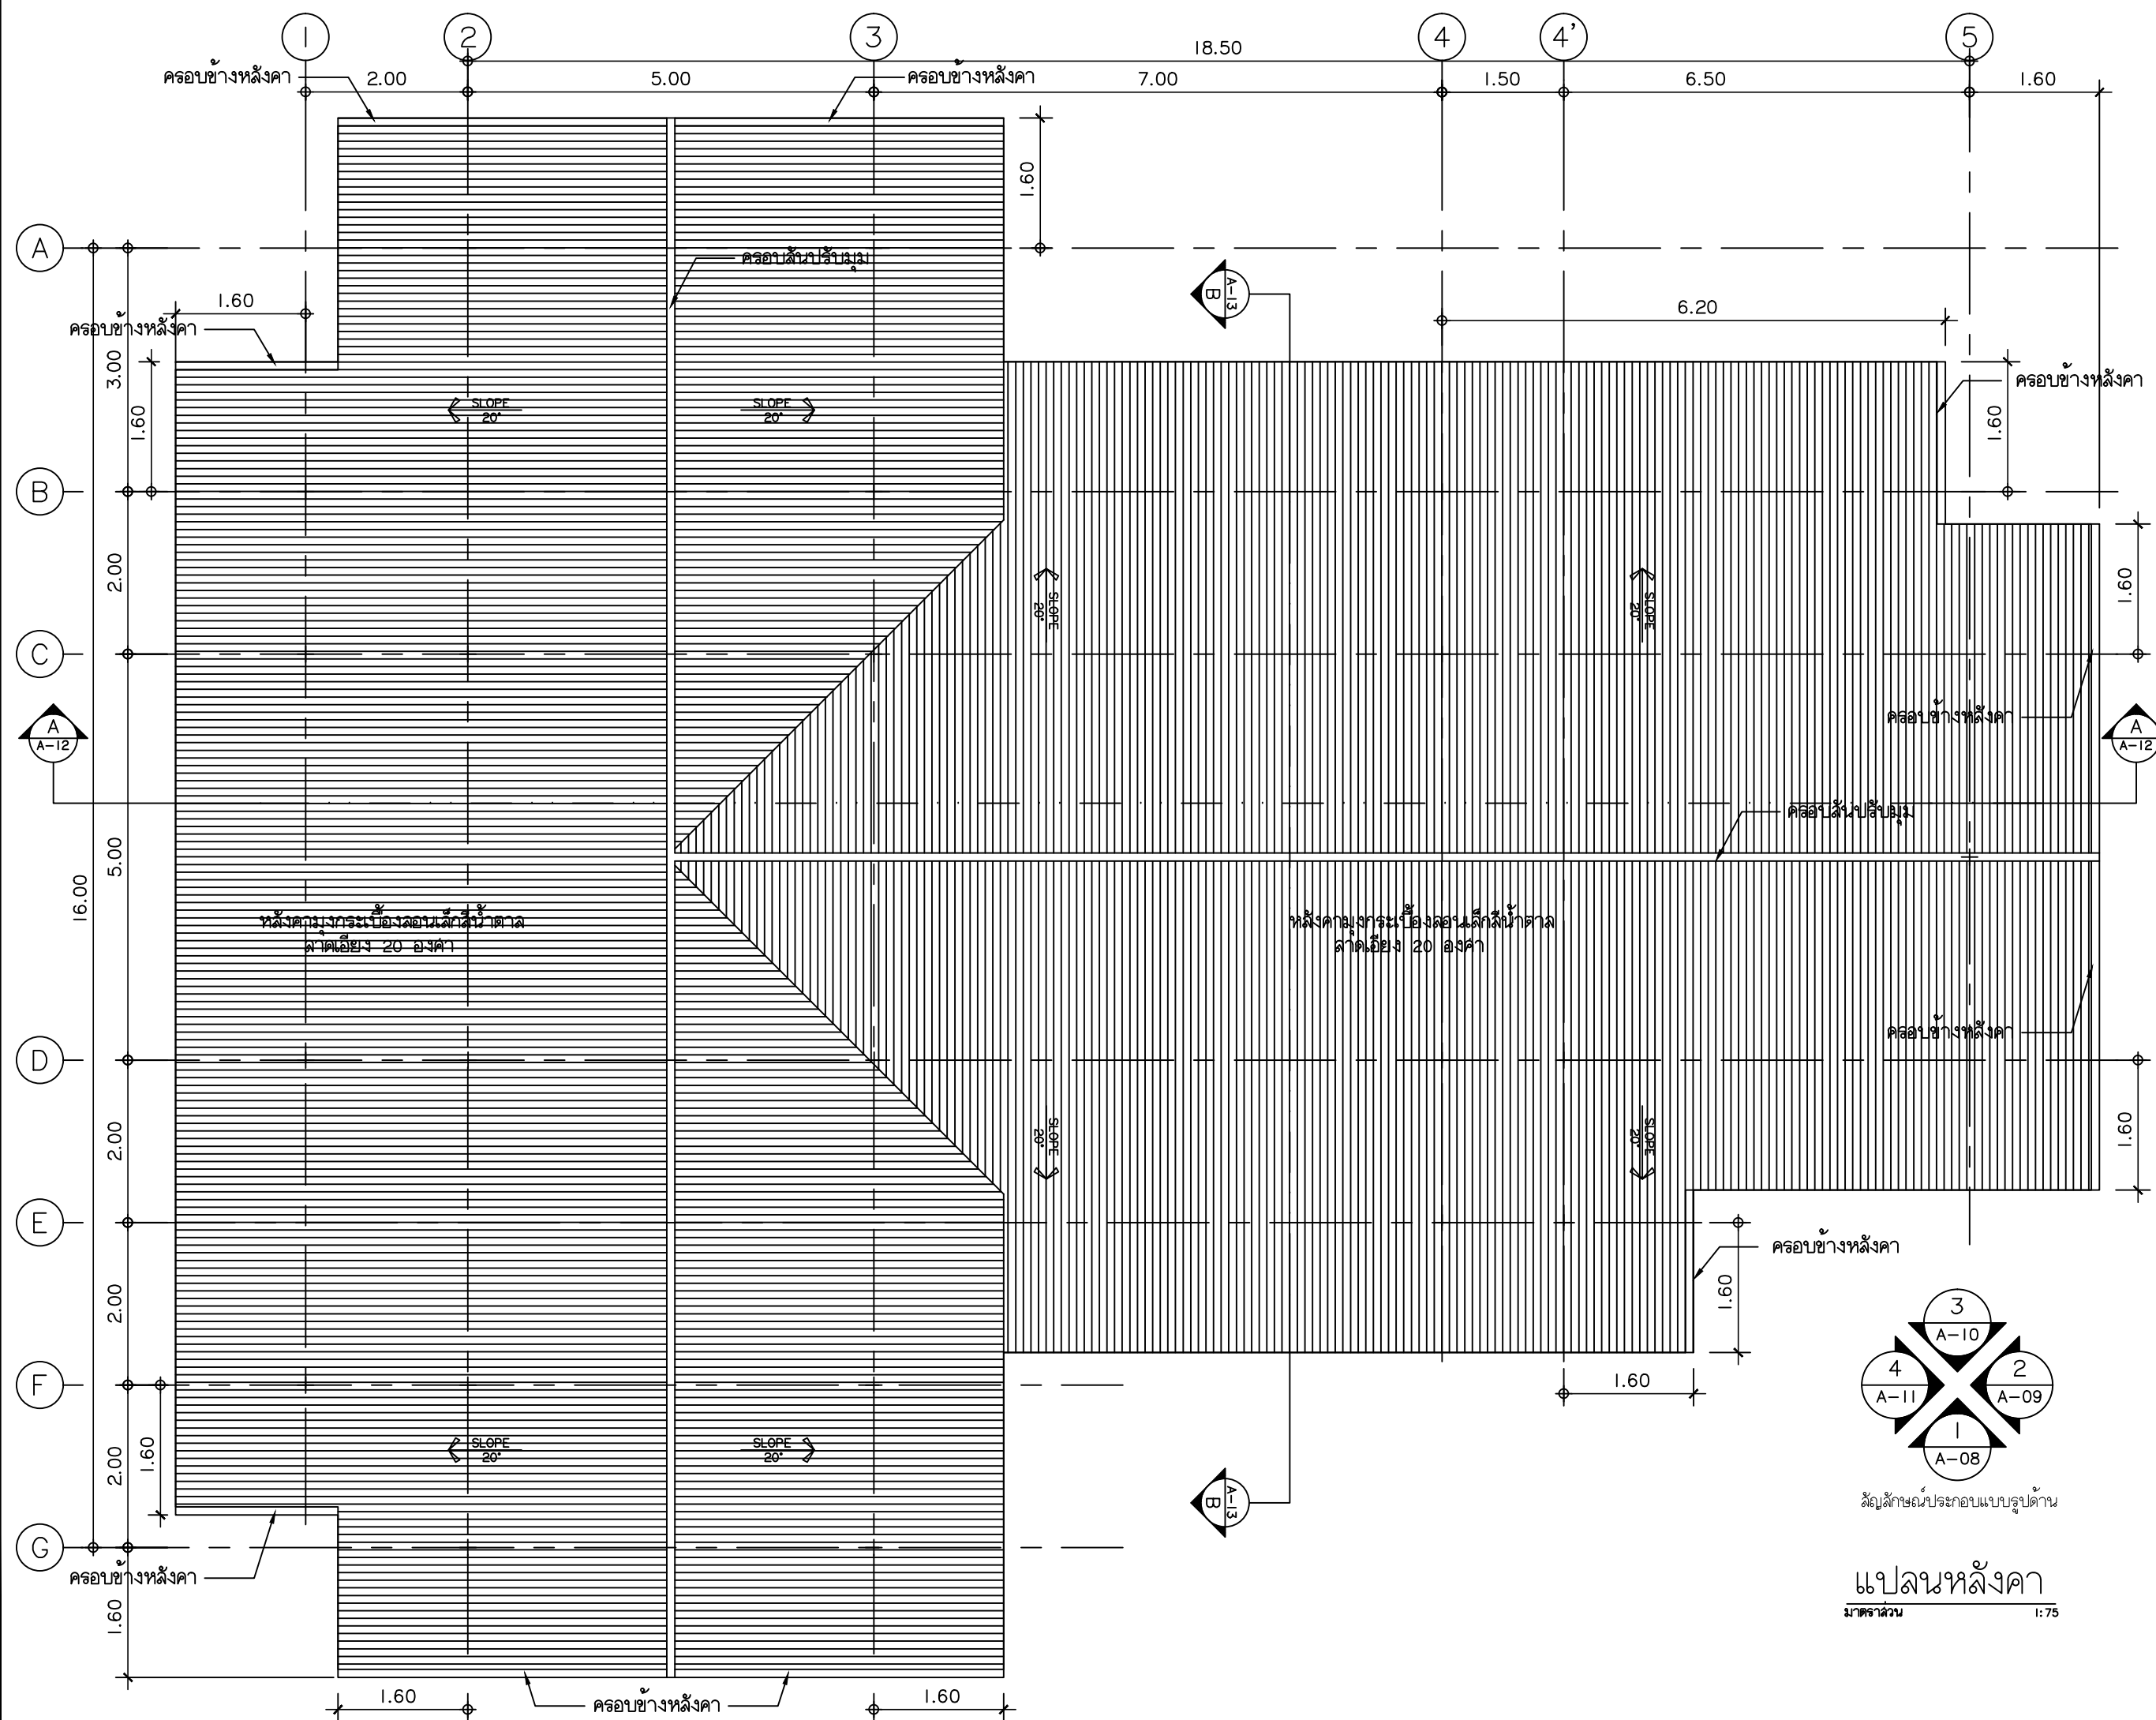 1
2
3
4
4'
5
18.50
ครอบข้างหลังคา
2.00
5.00
ครอบข้างหลังคา
7.00
1.50
6.50
1.60
1.60
A
ครอบสันปรับมุม
A-13
B
1.60
6.20
ครอบข้างหลังคา
3.00
1.60
ครอบข้างหลังคา
1.60
SLOPE
20°
SLOPE
20°
B
2.00
SLOPE
20°
SLOPE
20°
1.60
C
A
A-12
ครอบข้างหลังคา
A
A-12
ครอบสันปรับมุม
5.00
16.00
หลังคามุงกระเบื้องลอนเล็กสีน้ำตาล
ลาดเอียง 20 องศา
หลังคามุงกระเบื้องลอนเล็กสีน้ำตาล
ลาดเอียง 20 องศา
ครอบข้างหลังคา
D
2.00
SLOPE
20°
SLOPE
20°
1.60
E
ครอบข้างหลังคา
2.00
1.60
3
A-10
F
1.60
4
A-11
2
A-09
2.00
1.60
SLOPE
20°
SLOPE
20°
1
A-08
A-13
B
สัญลักษณ์ประกอบแบบรูปด้าน
G
ครอบข้างหลังคา
แปลนหลังคา
มาตราส่วน 1:75
1.60
1.60
ครอบข้างหลังคา
1.60